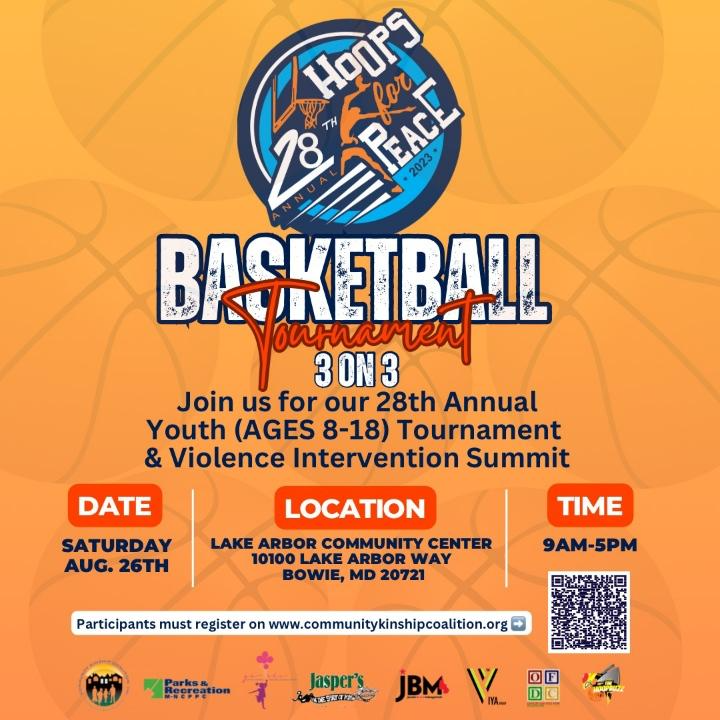 HOOPS
for
PEACE
28TH
ANNUAL
• 2023 •
BASKETBALL
Tournament
3 ON 3
Join us for our 28th Annual
Youth (AGES 8-18) Tournament
& Violence Intervention Summit
DATE
SATURDAY
AUG. 26TH
LOCATION
LAKE ARBOR COMMUNITY CENTER
10100 LAKE ARBOR WAY
BOWIE, MD 20721
TIME
9AM-5PM
Participants must register on www.communitykinshipcoalition.org
Parks &
Recreation
M-NCPPC
Jasper's
JBM
IYA
OF
DC